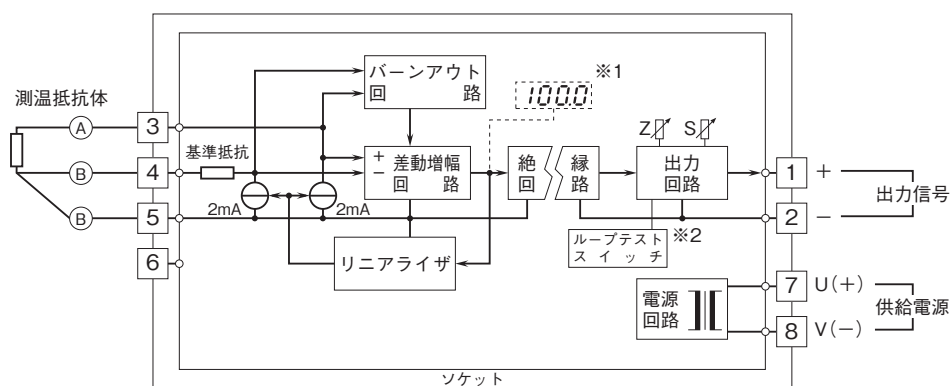 バーンアウト
回路
※1
100.0
測温抵抗体
A
3
Z
S
基準抵抗
B
4
+
−
差動増幅
回路
絶縁
回路
出力
回路
1
+
出力信号
2mA
2mA
B
5
2
−
ループテスト
スイッチ
※2
6
リニアライザ
7
U(+)
電源
回路
供給電源
8
V(−)
ソケット